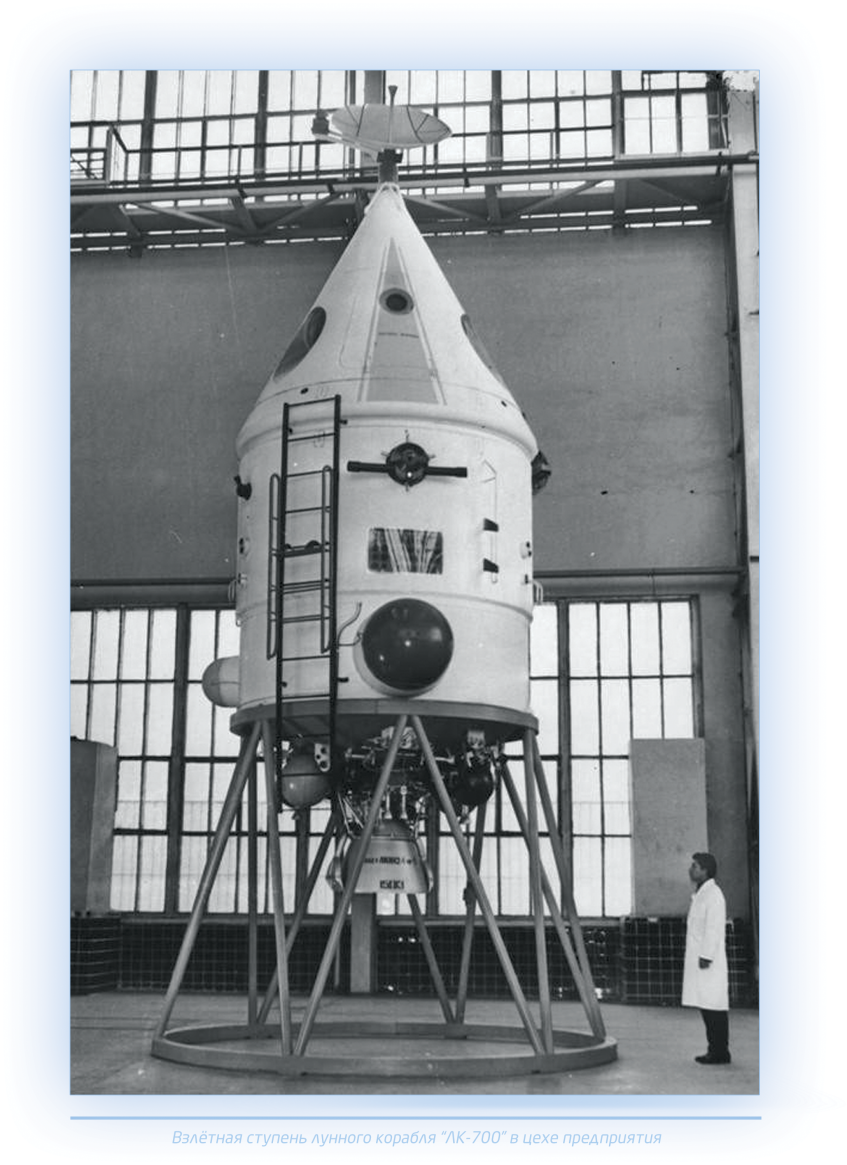 Взлётная ступень лунного корабля "ЛК-700" в цехе предприятия